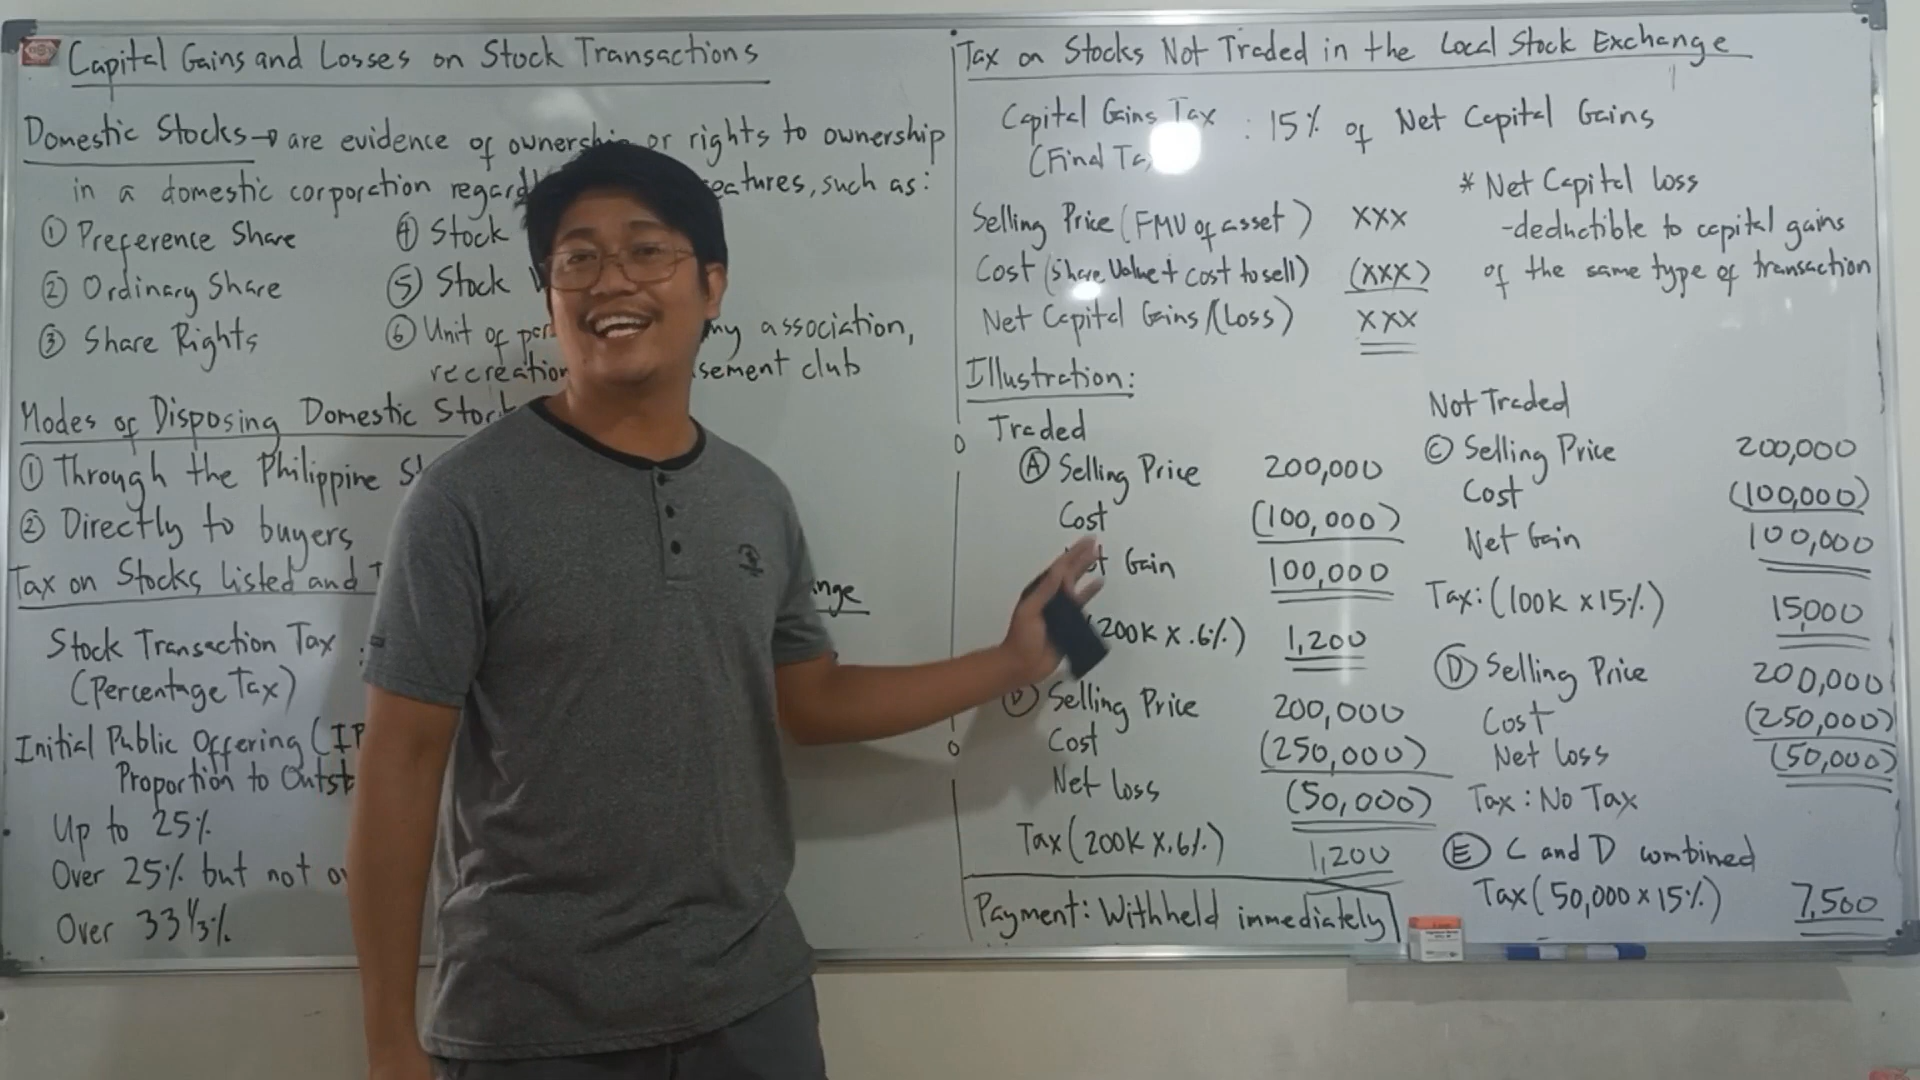 Capital Gains and Losses on Stock Transactions
Domestic Stocks → are evidence of ownership or rights to ownership
in a domestic corporation eatures, such as:
① Preference Share
② Ordinary Share
③ Share Rights
④ Stock
⑤ Stock
⑥ Unit of ny association,
recreation sement club
Modes of Disposing Domestic Stoc
① Through the Philippine S
② Directly to buyers
Tax on Stocks listed and T nge
Stock Transaction Tax :
(Percentage Tax)
Initial Public Offering (IP
Proportion to Outst
Up to 25%
Over 25% but not ov
Over 33 1/3%
Tax on Stocks Not Traded in the Local Stock Exchange
Capital Gains Tax : 15% of Net Capital Gains
(Final Ta
Selling Price (FMV of asset) XXX
Cost (share value + cost to sell) (XXX)
Net Capital Gains/(Loss) XXX
* Net Capital loss
-deductible to capital gains
of the same type of transaction
Illustration:
Traded
Ⓐ Selling Price 200,000
Cost (100,000)
t Gain 100,000
200K x .6%) 1,200
Selling Price 200,000
Cost (250,000)
Net loss (50,000)
Tax (200K x .6%) 1,200
Payment: Withheld immediately
Not Traded
Ⓒ Selling Price 200,000
Cost (100,000)
Net Gain 100,000
Tax: (100K x 15%) 15,000
Ⓓ Selling Price 200,000
Cost (250,000)
Net loss (50,000)
Tax: No Tax
Ⓔ C and D combined
Tax (50,000 x 15%) 7,500